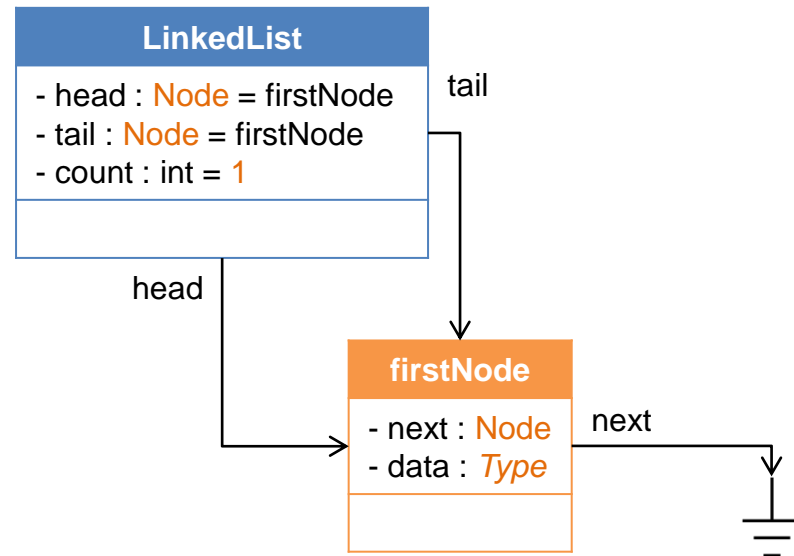 LinkedList
- head : Node = firstNode
- tail : Node = firstNode
- count : int = 1
tail
head
firstNode
- next : Node
- data : Type
next